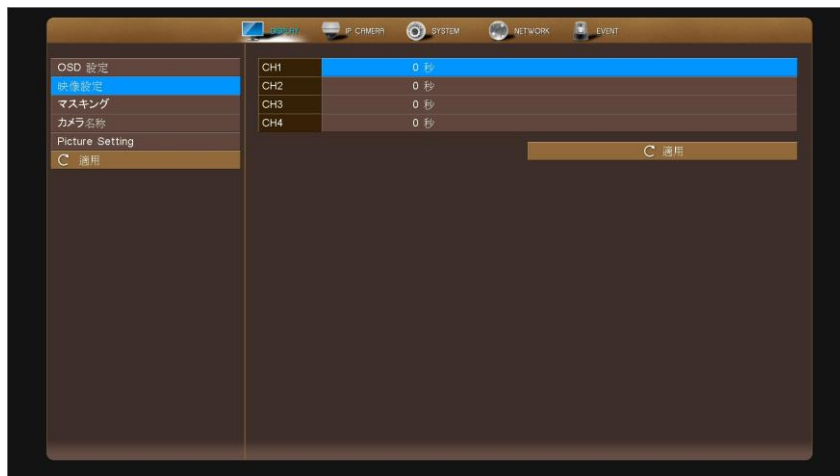 DISPLAY IP CAMERA SYSTEM NETWORK EVENT
OSD 設定
映像設定
マスキング
カメラ名称
Picture Setting
適用
CH1 0 秒
CH2 0 秒
CH3 0 秒
CH4 0 秒
適用